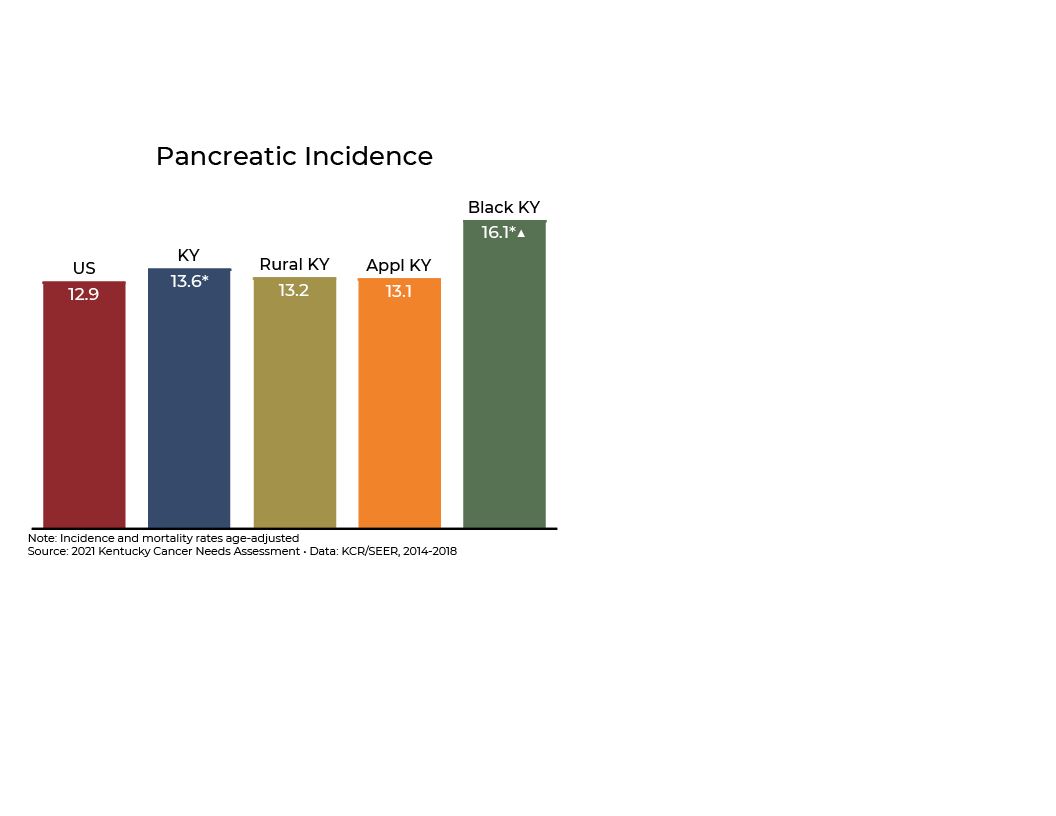 Pancreatic Incidence
Black KY
16.1*▲
KY
13.6*
Rural KY
13.2
Appl KY
13.1
US
12.9
Note: Incidence and mortality rates age-adjusted
Source: 2021 Kentucky Cancer Needs Assessment • Data: KCR/SEER, 2014-2018